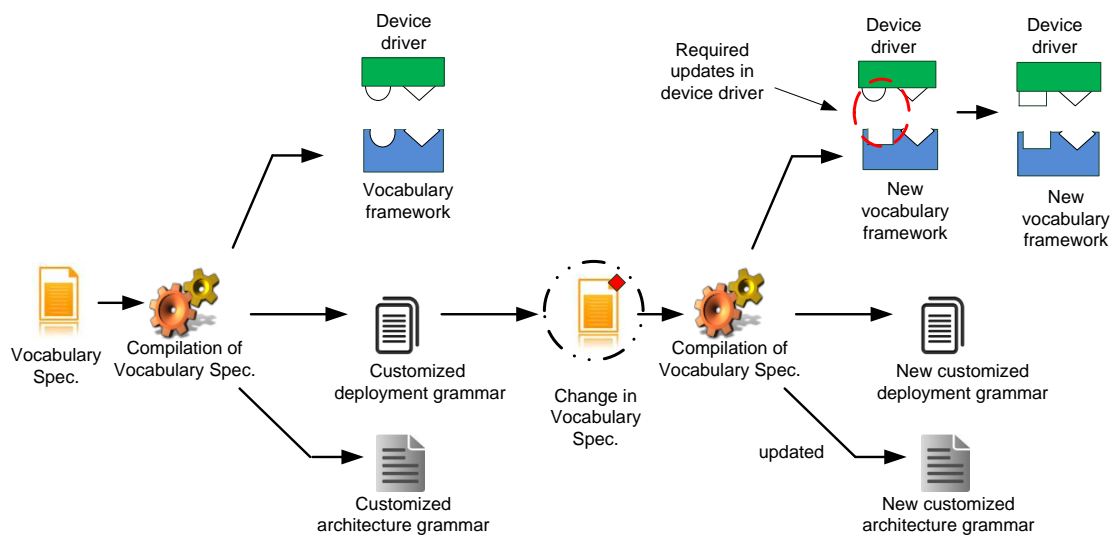 Device
driver
Vocabulary
framework
Required
updates in
device driver
Device
driver
New
vocabulary
framework
Device
driver
New
vocabulary
framework
Vocabulary
Spec.
Compilation of
Vocabulary Spec.
Customized
deployment grammar
Change in
Vocabulary
Spec.
Compilation of
Vocabulary Spec.
New customized
deployment grammar
Customized
architecture grammar
updated
New customized
architecture grammar